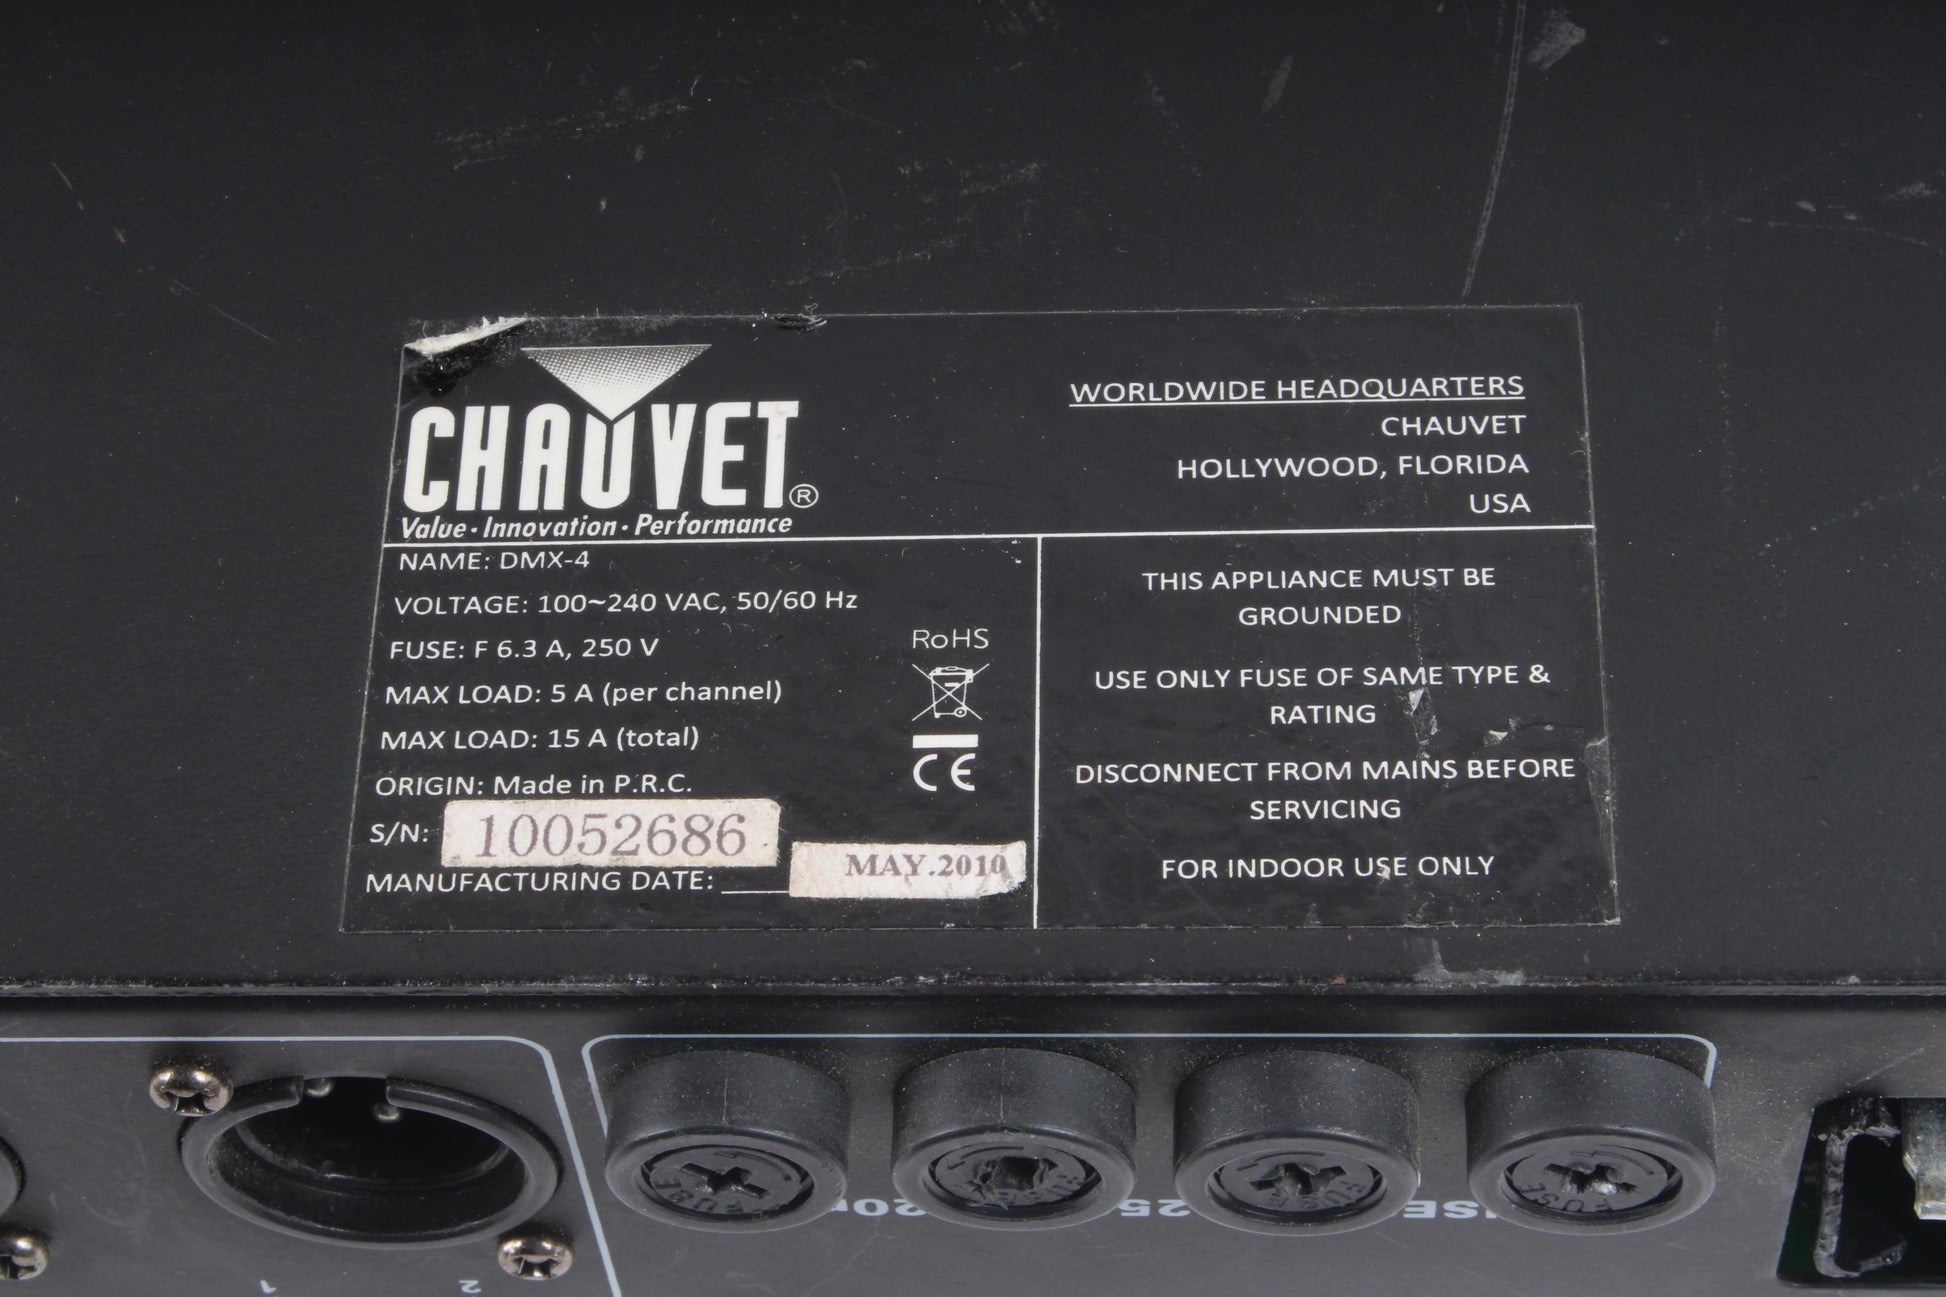 CHAUVET®
Value · Innovation · Performance
WORLDWIDE HEADQUARTERS
CHAUVET
HOLLYWOOD, FLORIDA
USA
NAME: DMX-4
VOLTAGE: 100~240 VAC, 50/60 Hz
FUSE: F 6.3 A, 250 V
MAX LOAD: 5 A (per channel)
MAX LOAD: 15 A (total)
ORIGIN: Made in P.R.C.
S/N: 10052686
MANUFACTURING DATE: MAY.2010
RoHS
CE
THIS APPLIANCE MUST BE
GROUNDED
USE ONLY FUSE OF SAME TYPE &
RATING
DISCONNECT FROM MAINS BEFORE
SERVICING
FOR INDOOR USE ONLY
FUSE
FUSE
FUSE
FUSE
1
2